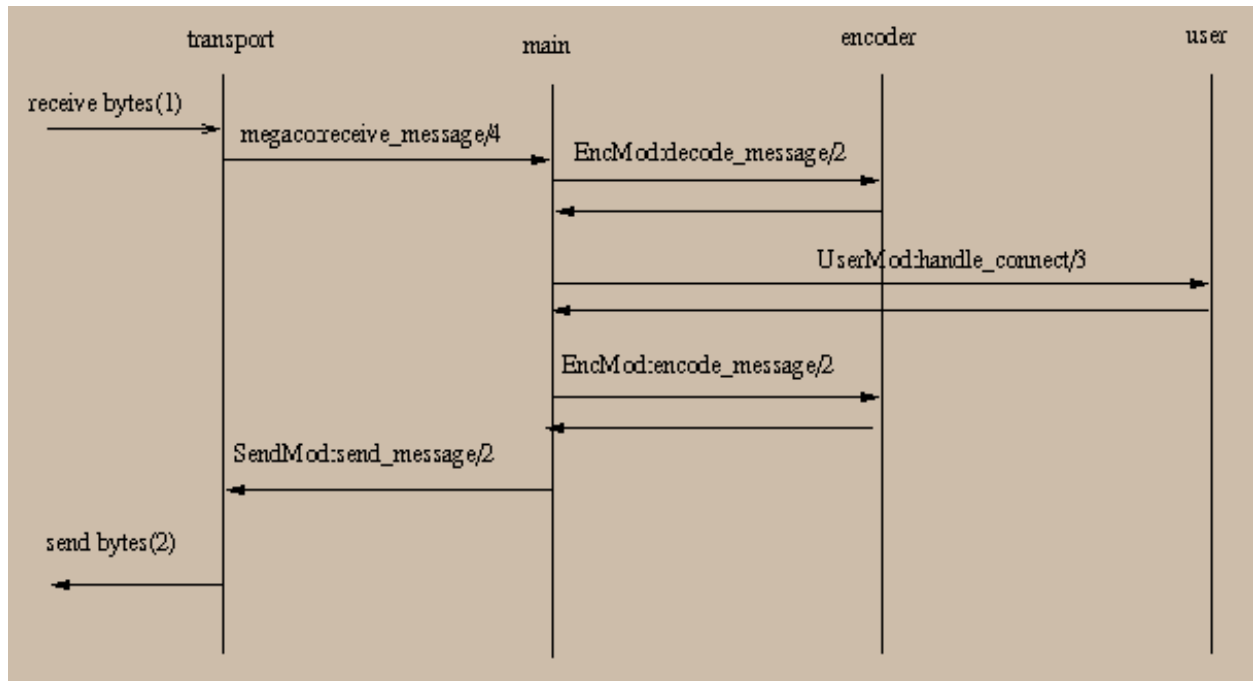 transport
main
encoder
user
receive bytes(1)
megaco:receive_message/4
EncMod:decode_message/2
UserMod:handle_connect/3
EncMod:encode_message/2
SendMod:send_message/2
send bytes(2)